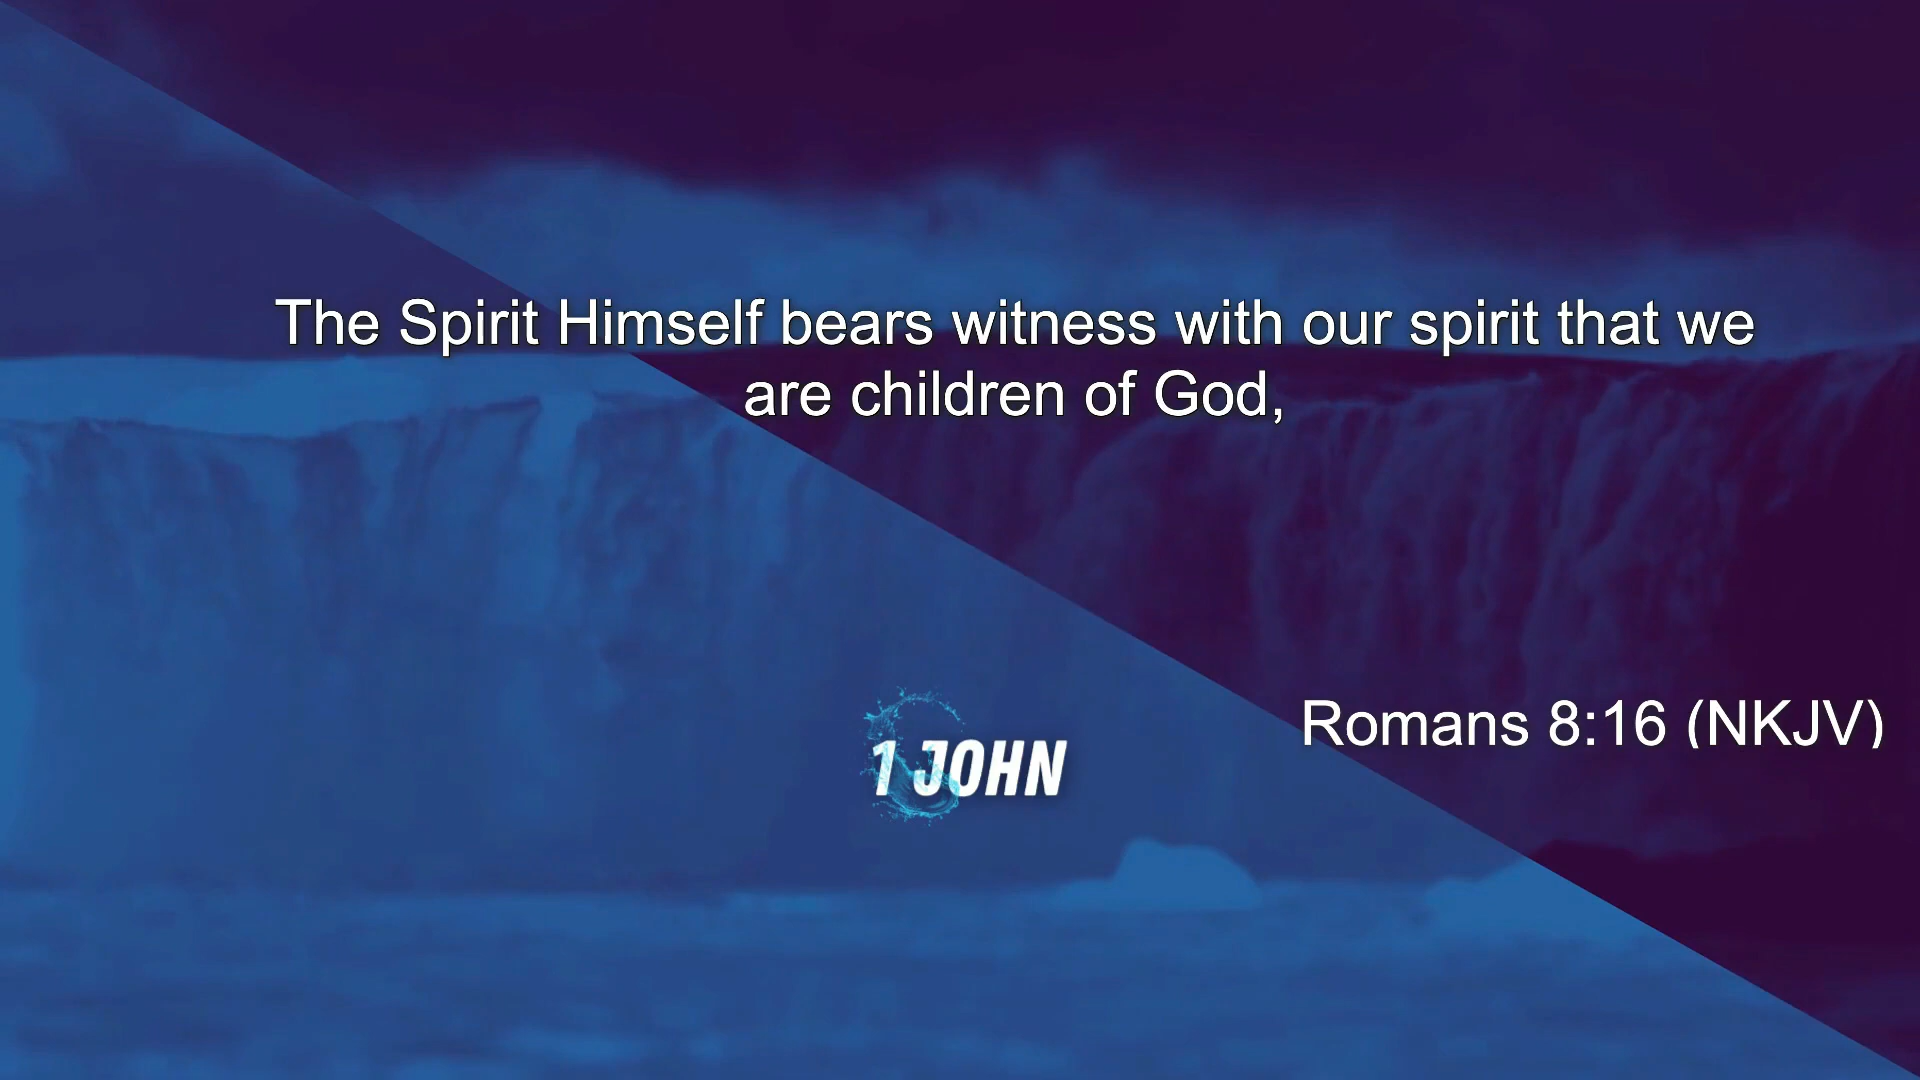 The Spirit Himself bears witness with our spirit that we
are children of God,
Romans 8:16 (NKJV)
1 JOHN